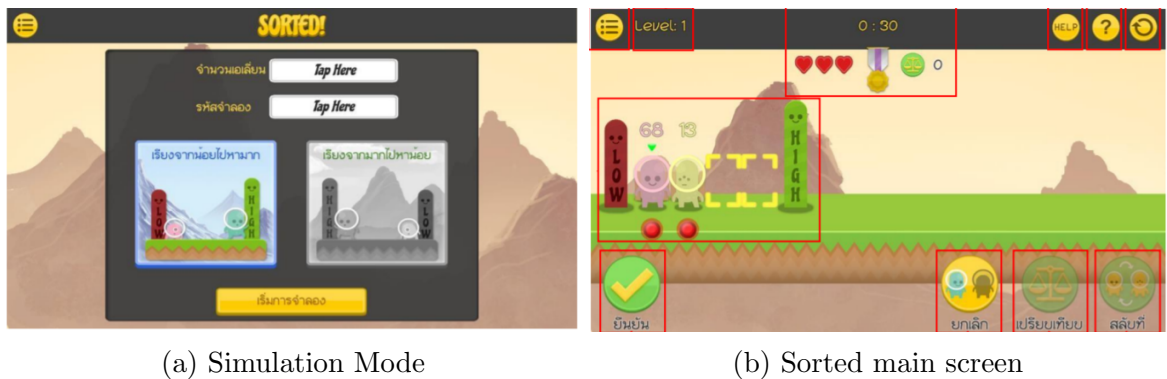 SORTED!
จำนวนเอเลี่ยน
Tap Here
รหัสจำลอง
Tap Here
เรียงจากน้อยไปหามาก
เรียงจากมากไปหาน้อย
LOW
HIGH
HIGH
LOW
เริ่มการจำลอง
(a) Simulation Mode
Level: 1
0 : 30
HELP
?
0
68
13
LOW
HIGH
ยืนยัน
ยกเลิก
เปรียบเทียบ
สลับที่
(b) Sorted main screen